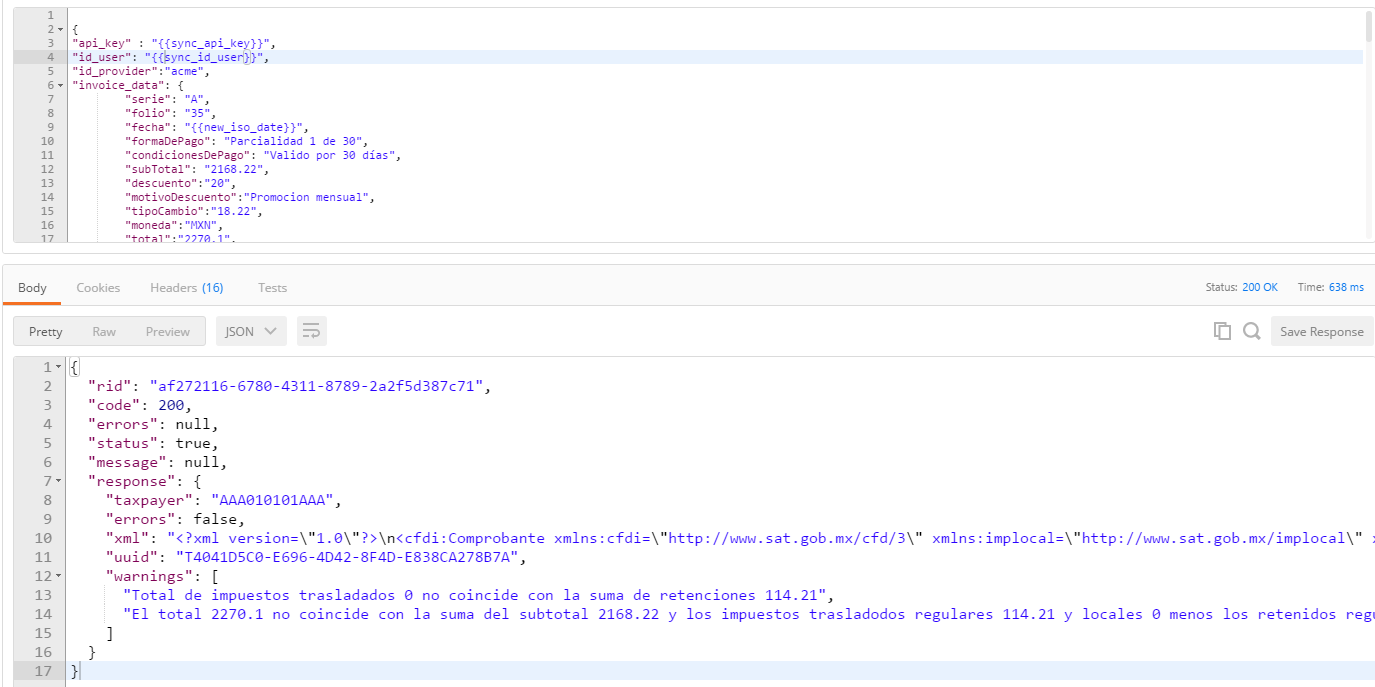 1
2 {
3 "api_key" : "{{sync_api_key}}",
4 "id_user": "{{sync_id_user}}",
5 "id_provider":"acme",
6 "invoice_data": {
7 "serie": "A",
8 "folio": "35",
9 "fecha": "{{new_iso_date}}",
10 "formaDePago": "Parcialidad 1 de 30",
11 "condicionesDePago": "Valido por 30 días",
12 "subTotal": "2168.22",
13 "descuento":"20",
14 "motivoDescuento":"Promocion mensual",
15 "tipoCambio":"18.22",
16 "moneda":"MXN",
17 "total":"2270.1",
Body Cookies Headers (16) Tests Status: 200 OK Time: 638 ms
Pretty Raw Preview JSON Save Response
1 {
2 "rid": "af272116-6780-4311-8789-2a2f5d387c71",
3 "code": 200,
4 "errors": null,
5 "status": true,
6 "message": null,
7 "response": {
8 "taxpayer": "AAA010101AAA",
9 "errors": false,
10 "xml": "<?xml version=\"1.0\"?>\n<cfdi:Comprobante xmlns:cfdi=\"http://www.sat.gob.mx/cfd/3\" xmlns:implocal=\"http://www.sat.gob.mx/implocal\"
11 "uuid": "T4041D5C0-E696-4D42-8F4D-E838CA278B7A",
12 "warnings": [
13 "Total de impuestos trasladados 0 no coincide con la suma de retenciones 114.21",
14 "El total 2270.1 no coincide con la suma del subtotal 2168.22 y los impuestos trasladodos regulares 114.21 y locales 0 menos los retenidos regu
15 ]
16 }
17 }